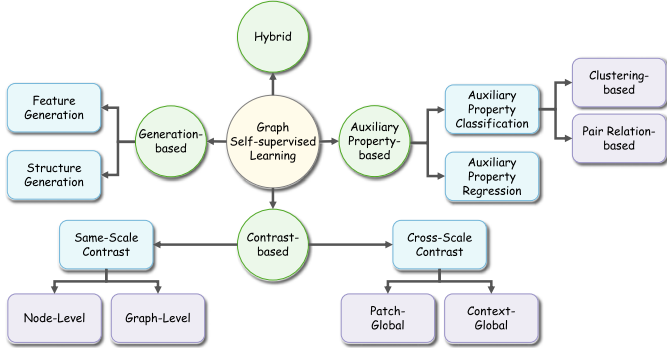 Hybrid
Feature
Generation
Structure
Generation
Generation-
based
Graph
Self-supervised
Learning
Auxiliary
Property-
based
Auxiliary
Property
Classification
Auxiliary
Property
Regression
Clustering-
based
Pair Relation-
based
Contrast-
based
Same-Scale
Contrast
Cross-Scale
Contrast
Node-Level
Graph-Level
Patch-
Global
Context-
Global